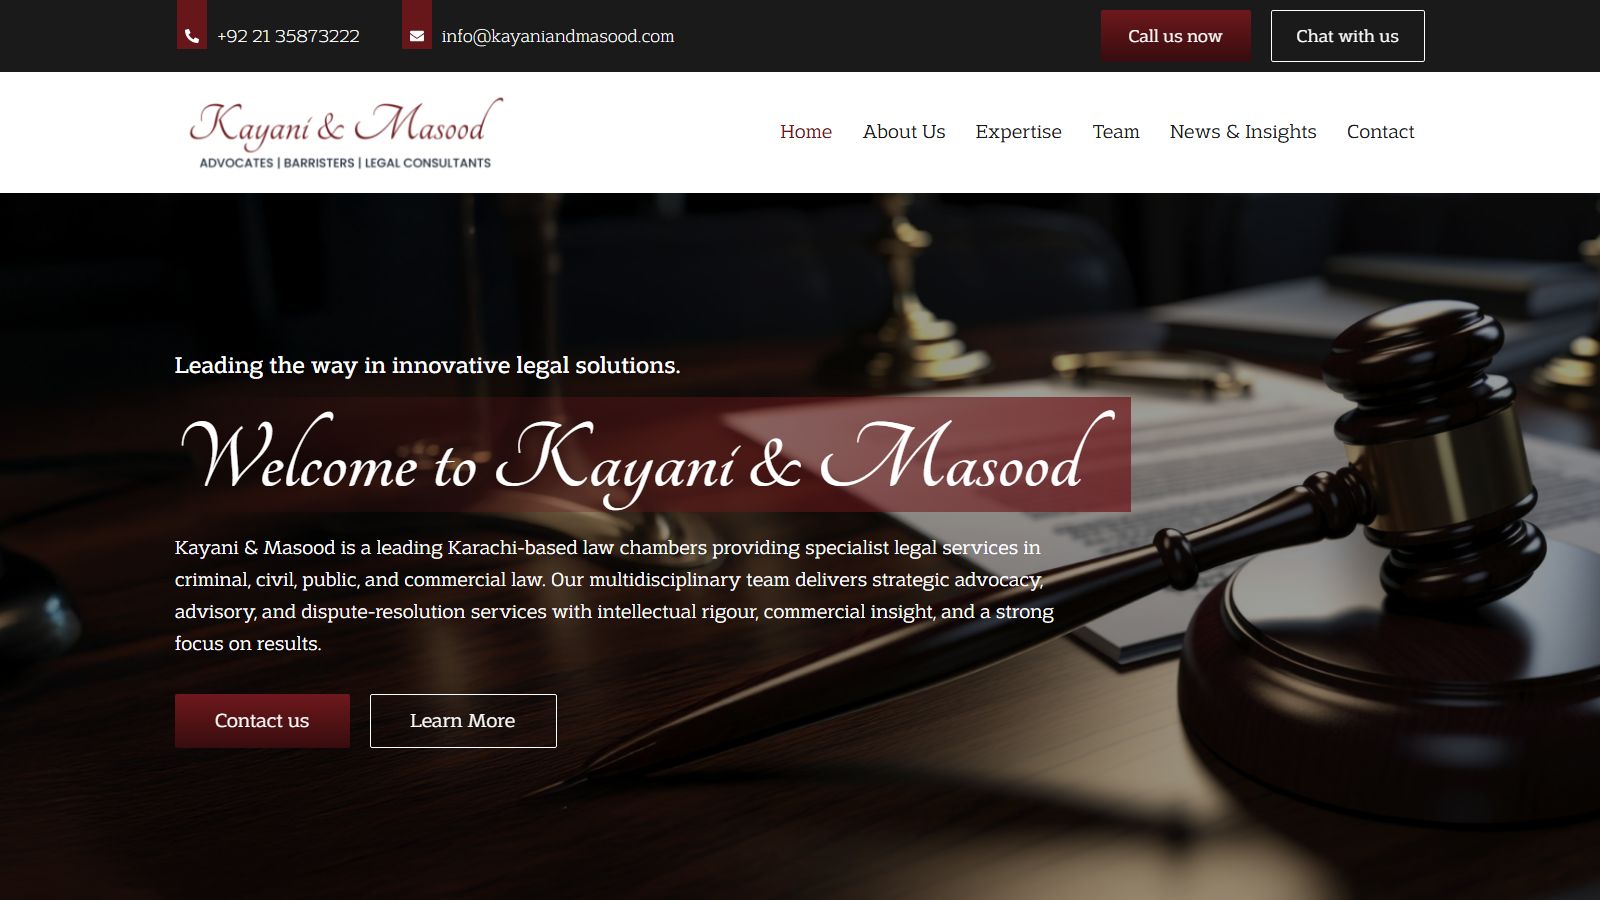 +92 21 35873222
info@kayaniandmasood.com
Call us now
Chat with us
Kayani & Masood
ADVOCATES | BARRISTERS | LEGAL CONSULTANTS
Home
About Us
Expertise
Team
News & Insights
Contact
Leading the way in innovative legal solutions.
Welcome to Kayani & Masood
Kayani & Masood is a leading Karachi-based law chambers providing specialist legal services in
criminal, civil, public, and commercial law. Our multidisciplinary team delivers strategic advocacy,
advisory, and dispute-resolution services with intellectual rigour, commercial insight, and a strong
focus on results.
Contact us
Learn More